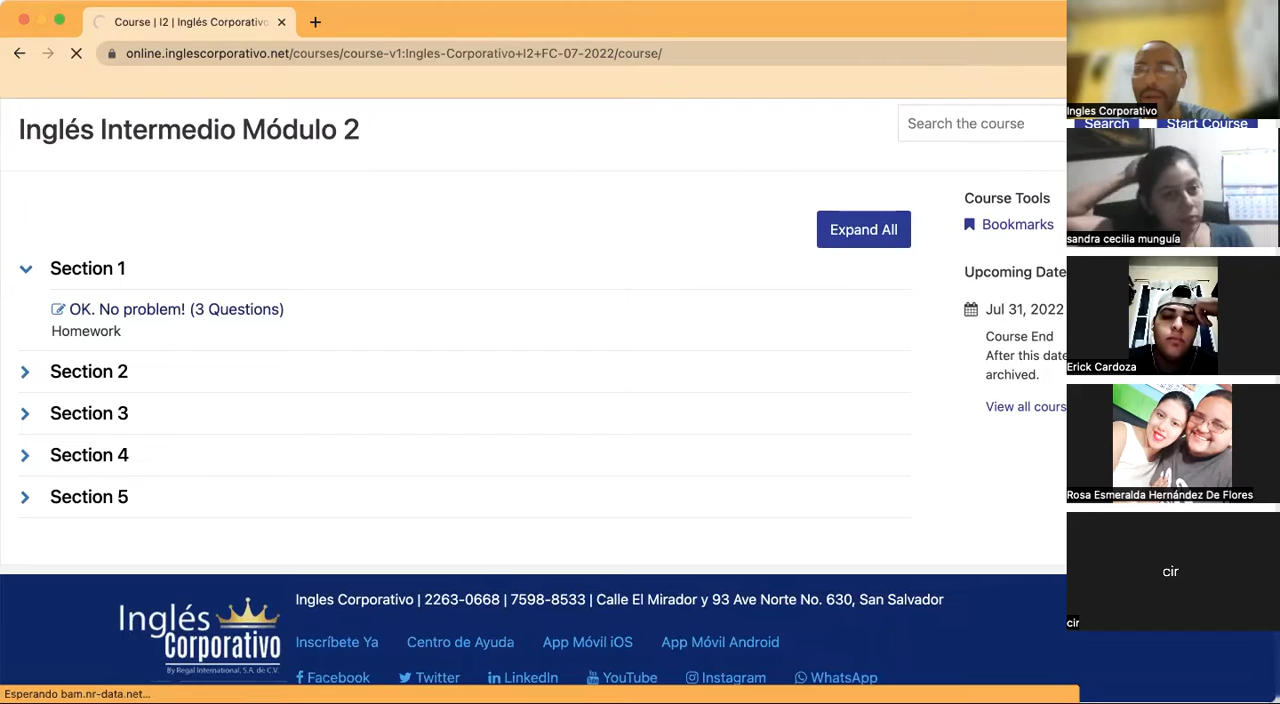 Course | I2 | Inglés Corporativo
online.inglescorporativo.net/courses/course-v1:Ingles-Corporativo+I2+FC-07-2022/course/
Inglés Intermedio Módulo 2
Search the course
Search
Start Course
Course Tools
Bookmarks
Expand All
Upcoming Date
Jul 31, 2022
Course End
After this date
archived.
View all cours
Section 1
OK. No problem! (3 Questions)
Homework
Section 2
Section 3
Section 4
Section 5
Inglés
Corporativo
By Regal International, S.A. de C.V.
Ingles Corporativo | 2263-0668 | 7598-8533 | Calle El Mirador y 93 Ave Norte No. 630, San Salvador
Inscríbete Ya
Centro de Ayuda
App Móvil iOS
App Móvil Android
Facebook
Twitter
LinkedIn
YouTube
Instagram
WhatsApp
Esperando bam.nr-data.net...
Ingles Corporativo
sandra cecilia munguía
Erick Cardoza
Rosa Esmeralda Hernández De Flores
cir
cir